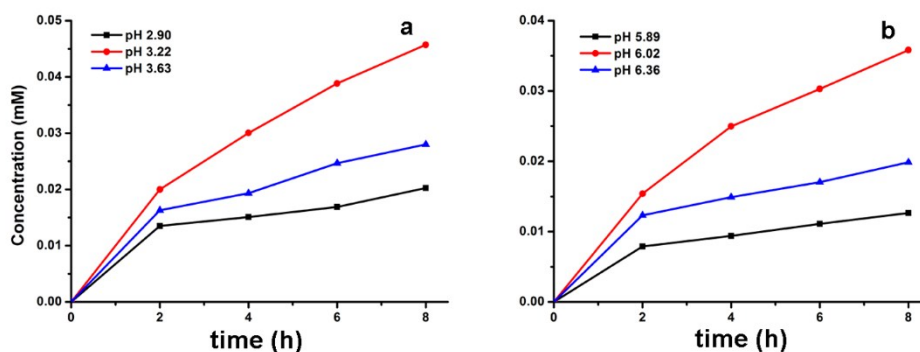 a
pH 2.90
pH 3.22
pH 3.63
0.05
0.04
0.03
0.02
0.01
0.00
Concentration (mM)
0 2 4 6 8
time (h)
b
pH 5.89
pH 6.02
pH 6.36
0.04
0.03
0.02
0.01
0.00
0 2 4 6 8
time (h)